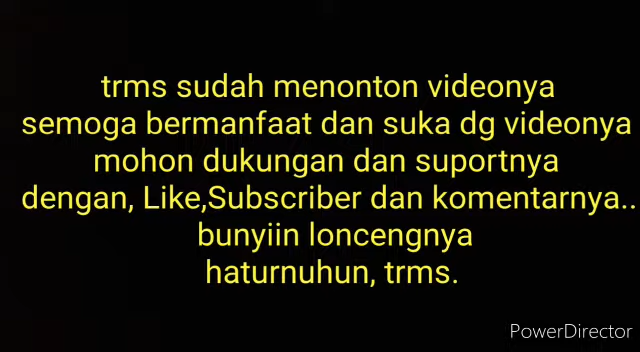 trms sudah menonton videonya
semoga bermanfaat dan suka dg videonya
mohon dukungan dan suportnya
dengan, Like,Subscriber dan komentarnya..
bunyiin loncengnya
haturnuhun, trms.
PowerDirector